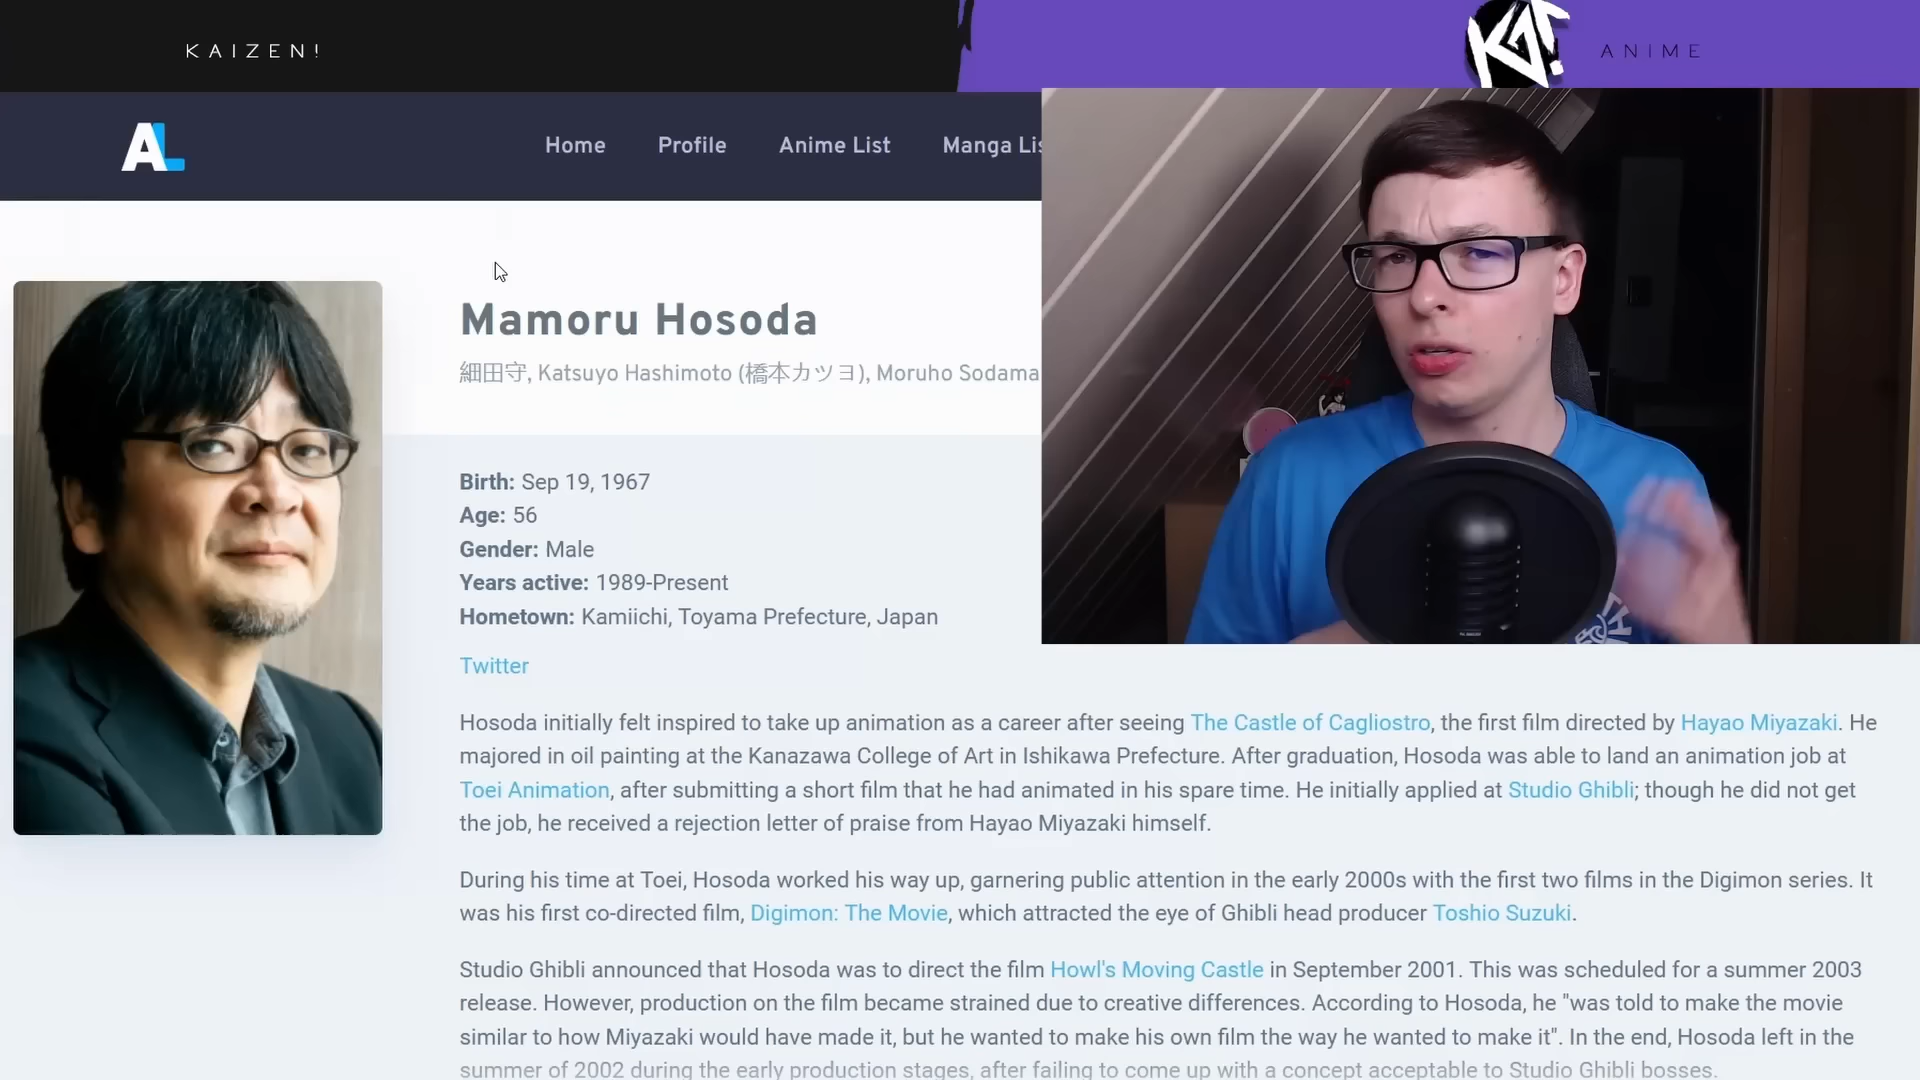 KAIZEN!
KAI!
ANIME
AL
Home Profile Anime List Manga Lis
Mamoru Hosoda
細田守, Katsuyo Hashimoto (橋本カツヨ), Moruho Sodama
Birth: Sep 19, 1967
Age: 56
Gender: Male
Years active: 1989-Present
Hometown: Kamiichi, Toyama Prefecture, Japan
Twitter
Hosoda initially felt inspired to take up animation as a career after seeing The Castle of Cagliostro, the first film directed by Hayao Miyazaki. He
majored in oil painting at the Kanazawa College of Art in Ishikawa Prefecture. After graduation, Hosoda was able to land an animation job at
Toei Animation, after submitting a short film that he had animated in his spare time. He initially applied at Studio Ghibli; though he did not get
the job, he received a rejection letter of praise from Hayao Miyazaki himself.
During his time at Toei, Hosoda worked his way up, garnering public attention in the early 2000s with the first two films in the Digimon series. It
was his first co-directed film, Digimon: The Movie, which attracted the eye of Ghibli head producer Toshio Suzuki.
Studio Ghibli announced that Hosoda was to direct the film Howl's Moving Castle in September 2001. This was scheduled for a summer 2003
release. However, production on the film became strained due to creative differences. According to Hosoda, he "was told to make the movie
similar to how Miyazaki would have made it, but he wanted to make his own film the way he wanted to make it". In the end, Hosoda left in the
summer of 2002 during the early production stages, after failing to come up with a concept acceptable to Studio Ghibli bosses.